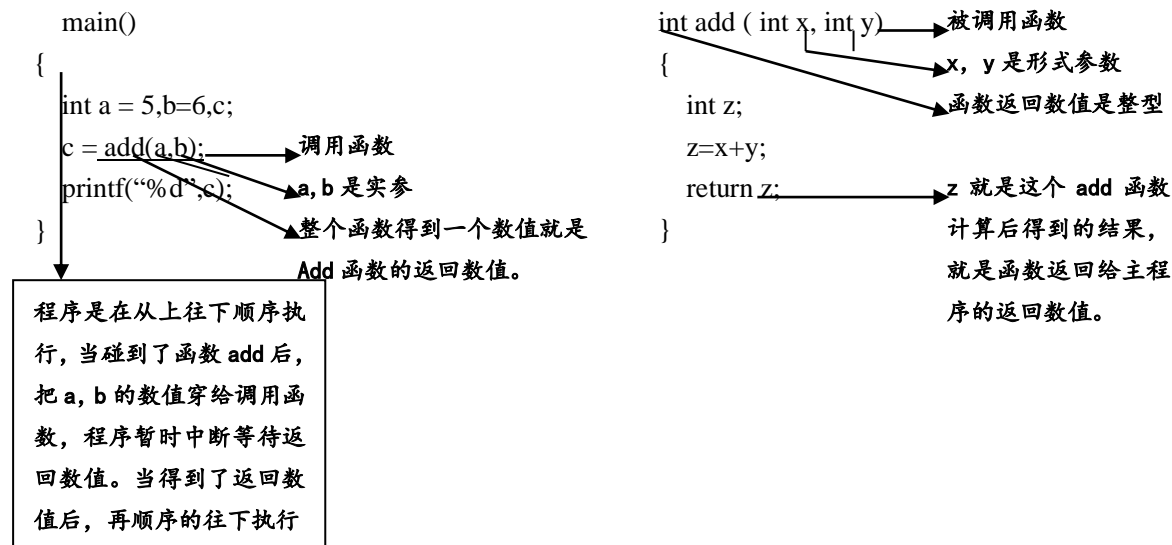 main()
{
int a = 5,b=6,c;
c = add(a,b);
printf(“%d”,c);
}
调用函数
a,b 是实参
整个函数得到一个数值就是
Add 函数的返回数值。
程序是在从上往下顺序执
行，当碰到了函数 add 后，
把 a, b 的数值穿给调用函
数，程序暂时中断等待返
回数值。当得到了返回数
值后，再顺序的往下执行
int add ( int x, int y)
{
int z;
z=x+y;
return z;
}
被调用函数
x，y 是形式参数
函数返回数值是整型
z 就是这个 add 函数
计算后得到的结果，
就是函数返回给主程
序的返回数值。